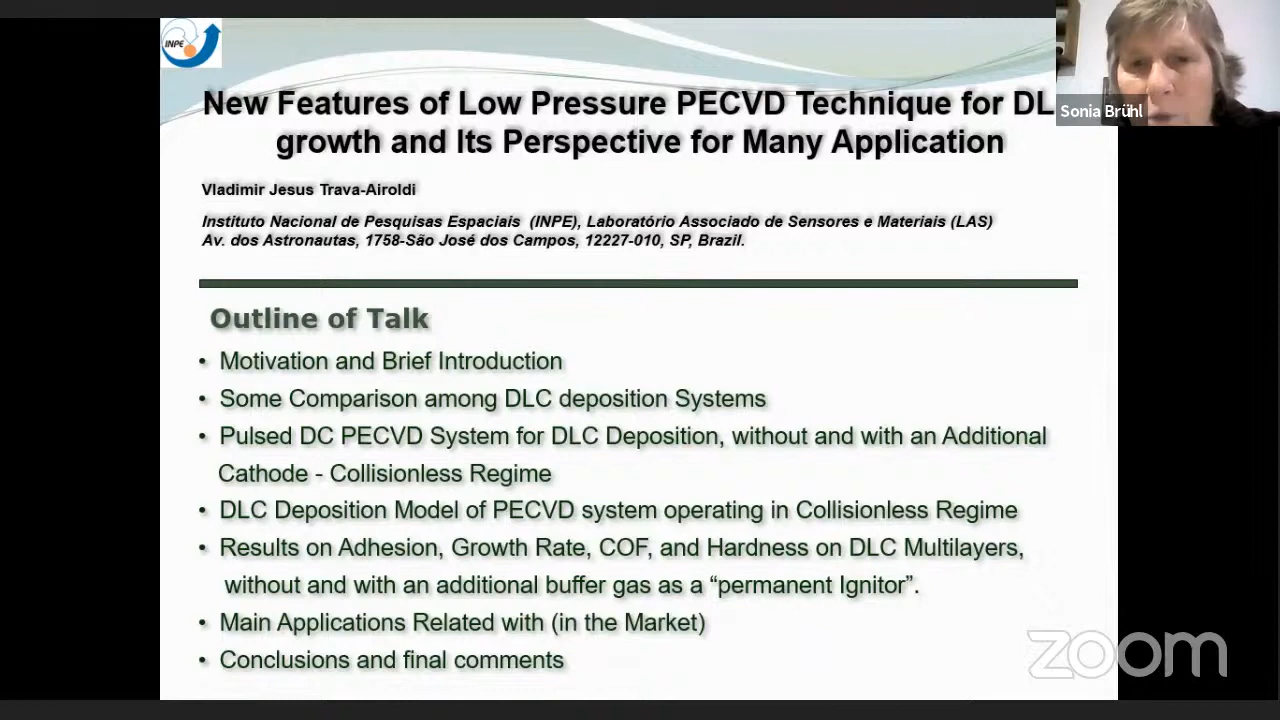 INPE
New Features of Low Pressure PECVD Technique for DL
growth and Its Perspective for Many Application
Sonia Brühl
Vladimir Jesus Trava-Airoldi
Instituto Nacional de Pesquisas Espaciais (INPE), Laboratório Associado de Sensores e Materiais (LAS)
Av. dos Astronautas, 1758-São José dos Campos, 12227-010, SP, Brazil.
Outline of Talk
• Motivation and Brief Introduction
• Some Comparison among DLC deposition Systems
• Pulsed DC PECVD System for DLC Deposition, without and with an Additional
Cathode - Collisionless Regime
• DLC Deposition Model of PECVD system operating in Collisionless Regime
• Results on Adhesion, Growth Rate, COF, and Hardness on DLC Multilayers,
without and with an additional buffer gas as a “permanent Ignitor”.
• Main Applications Related with (in the Market)
• Conclusions and final comments
zoom